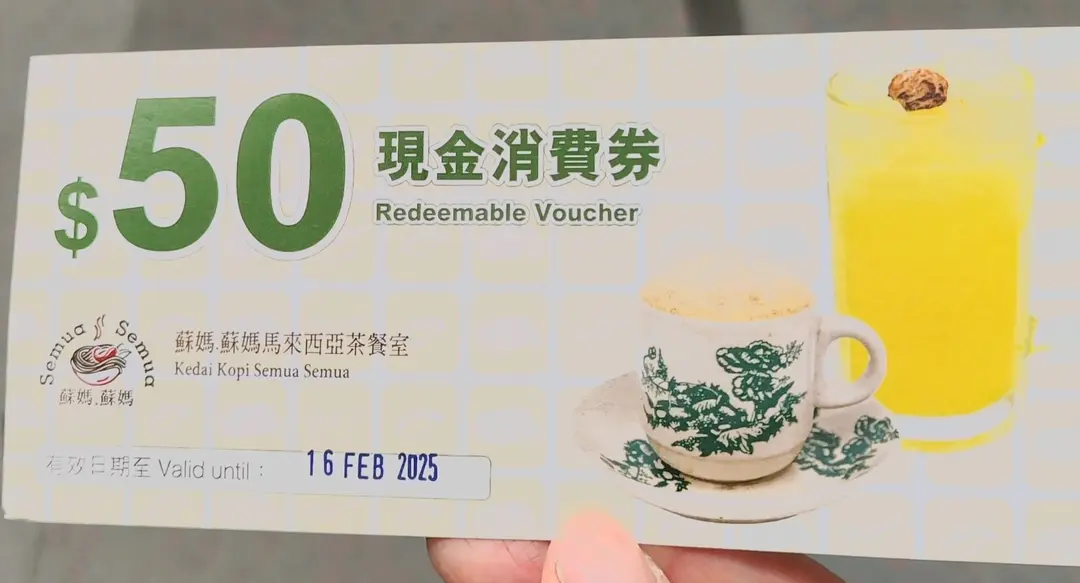 $50
現金消費券
Redeemable Voucher
Semua Semua
蘇媽.蘇媽
蘇媽.蘇媽馬來西亞茶餐室
Kedai Kopi Semua Semua
有效日期至 Valid until :
16 FEB 2025